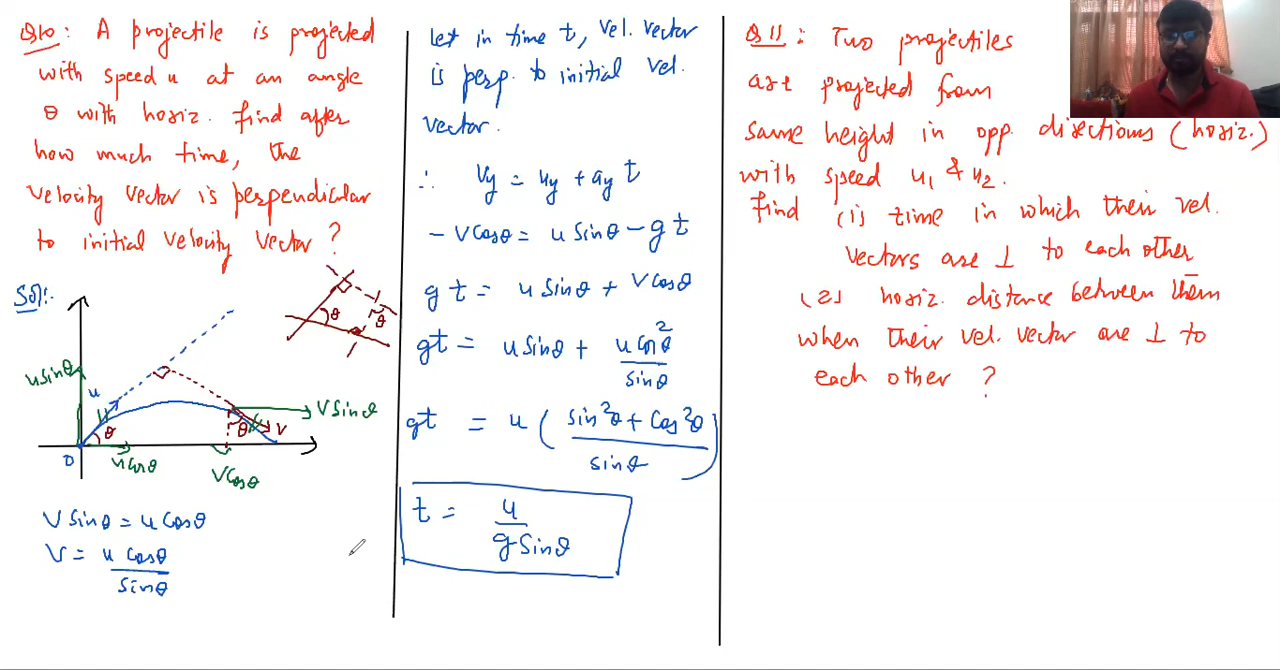 Q10: A projectile is projected
with speed u at an angle
θ with horiz. find after
how much time, the
velocity vector is perpendicular
to initial velocity vector?
Sol:
u sinθ
u
θ
O
u cosθ
θ
v
V sinθ
V cosθ
θ
θ
V sinθ = u cosθ
V = u cosθ / sinθ
let in time t, vel. vector
is perp. to initial vel.
vector.
∴ Vy = uy + ay t
- V cosθ = u sinθ - g t
g t = u sinθ + V cosθ
gt = u sinθ + u cos²θ / sinθ
gt = u ( sin²θ + cos²θ / sinθ )
t = u / g sinθ
Q 11: Two projectiles
are projected from
same height in opp. directions (horiz.)
with speed u1 & u2.
find (1) time in which their vel.
vectors are ⊥ to each other
(2) horiz. distance between them
when their vel. vector are ⊥ to
each other ?